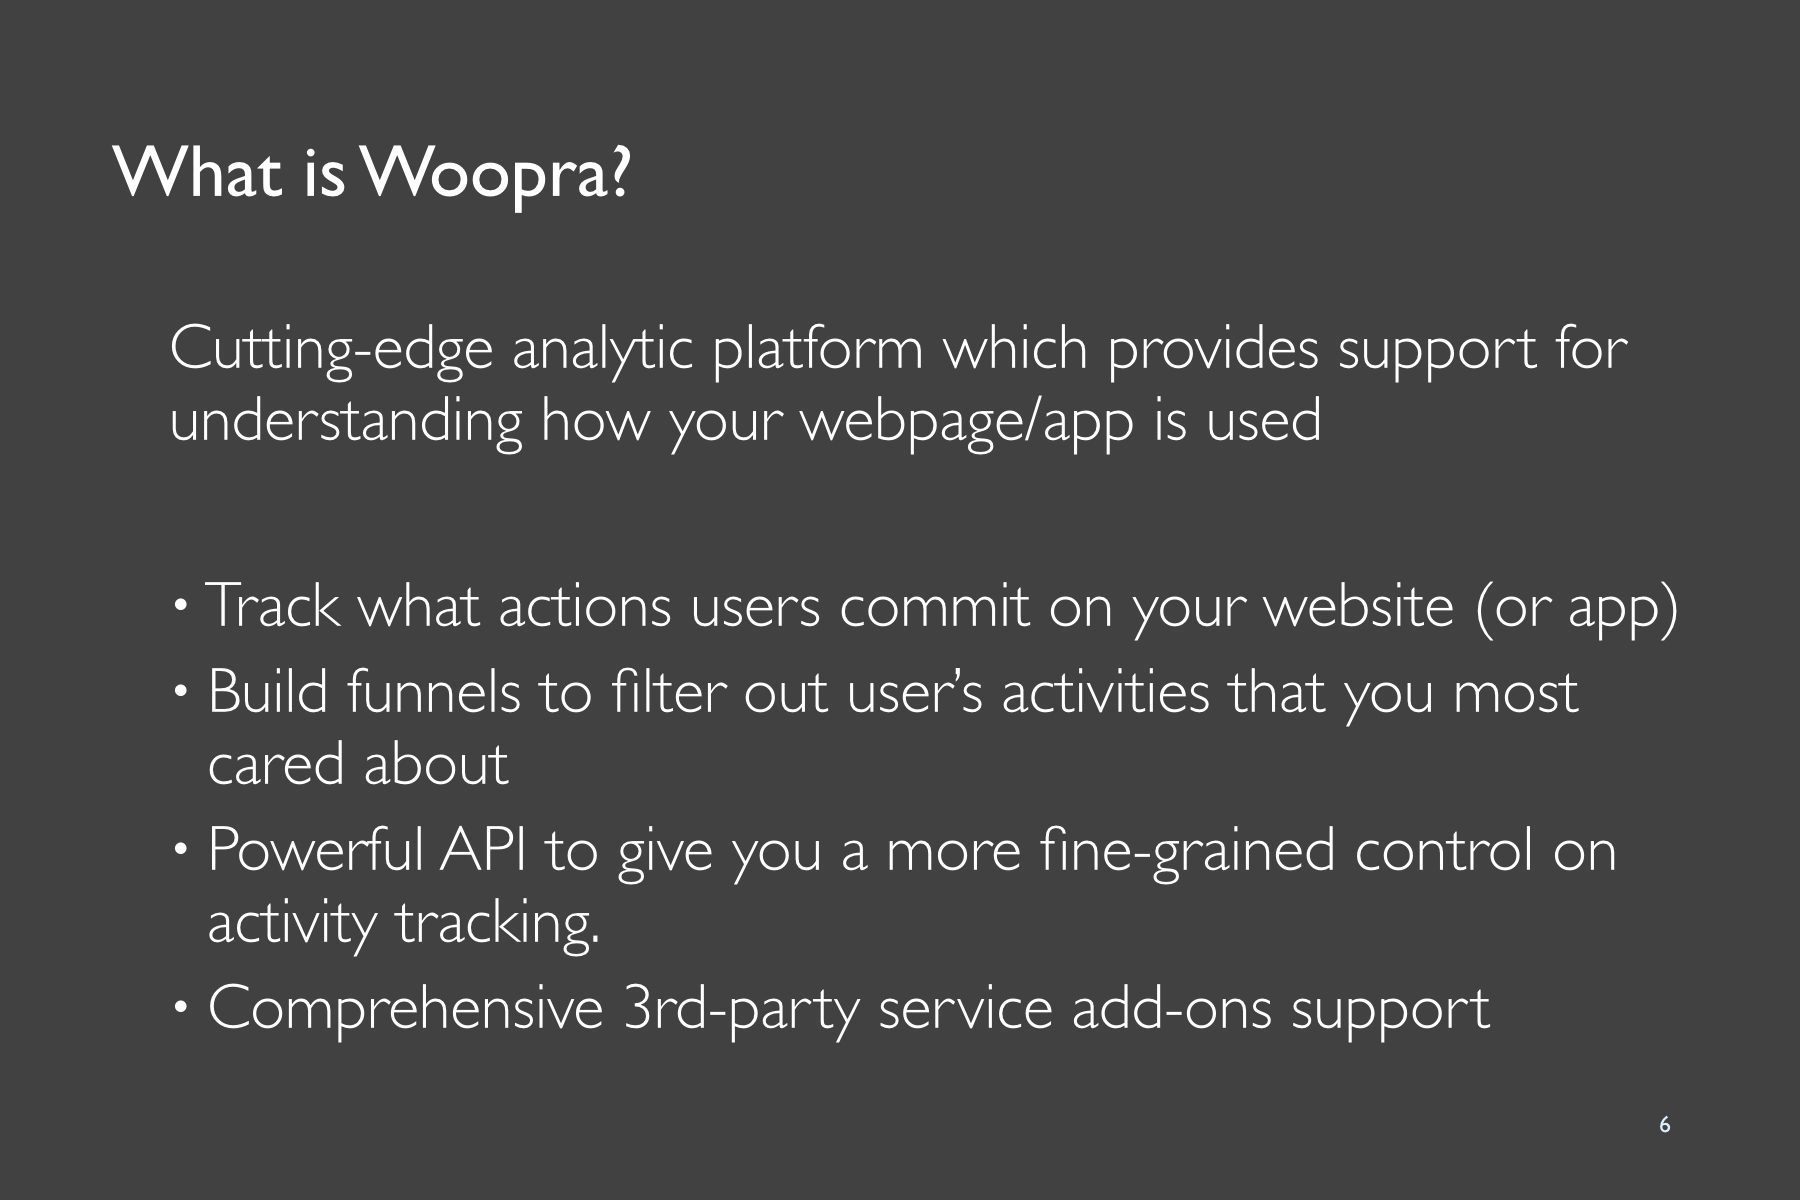 What is Woopra?
Cutting-edge analytic platform which provides support for
understanding how your webpage/app is used
• Track what actions users commit on your website (or app)
• Build funnels to filter out user’s activities that you most
cared about
• Powerful API to give you a more fine-grained control on
activity tracking.
• Comprehensive 3rd-party service add-ons support
6